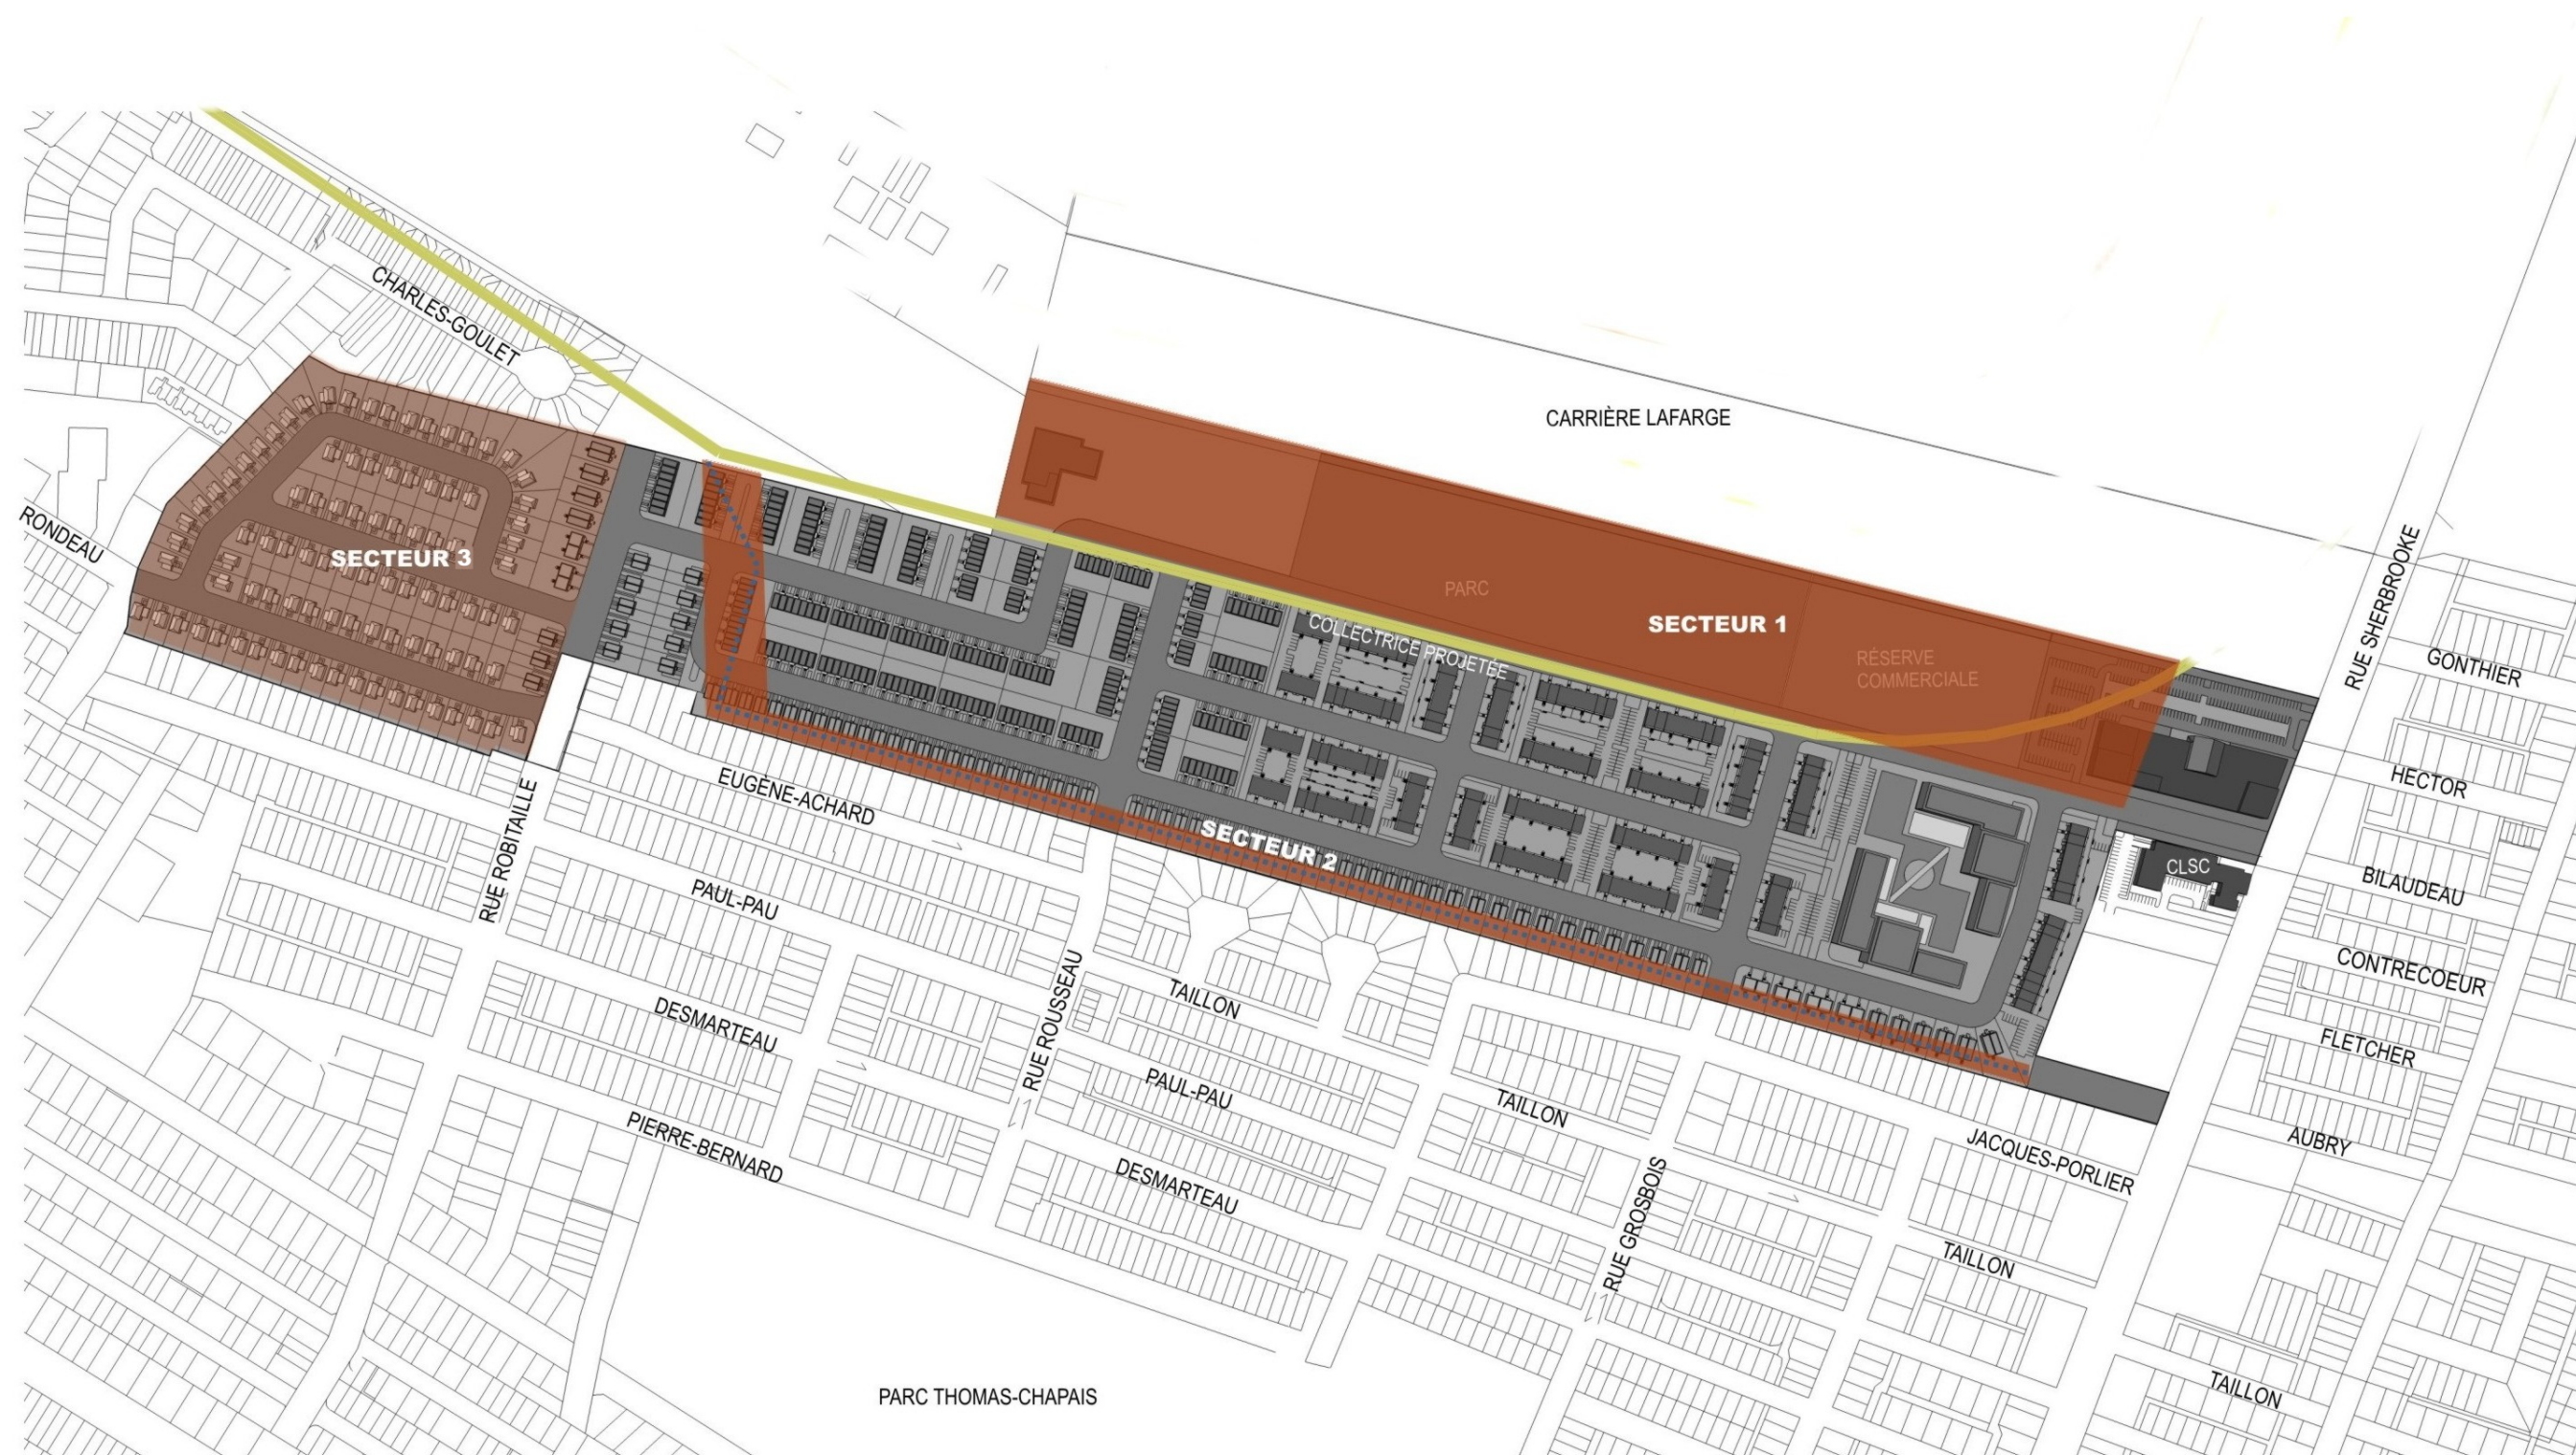 CHARLES-GOULET
CARRIÈRE LAFARGE
RONDEAU
SECTEUR 3
PARC
SECTEUR 1
COLLECTRICE PROJETÉE
RÉSERVE
COMMERCIALE
RUE SHERBROOKE
GONTHIER
HECTOR
EUGÈNE-ACHARD
SECTEUR 2
RUE ROBITAILLE
PAUL-PAU
CLSC
BILAUDEAU
CONTRECOEUR
FLETCHER
DESMARTEAU
RUE ROUSSEAU
TAILLON
PAUL-PAU
TAILLON
PIERRE-BERNARD
DESMARTEAU
RUE GROSBOIS
JACQUES-PORLIER
AUBRY
TAILLON
PARC THOMAS-CHAPAIS
TAILLON